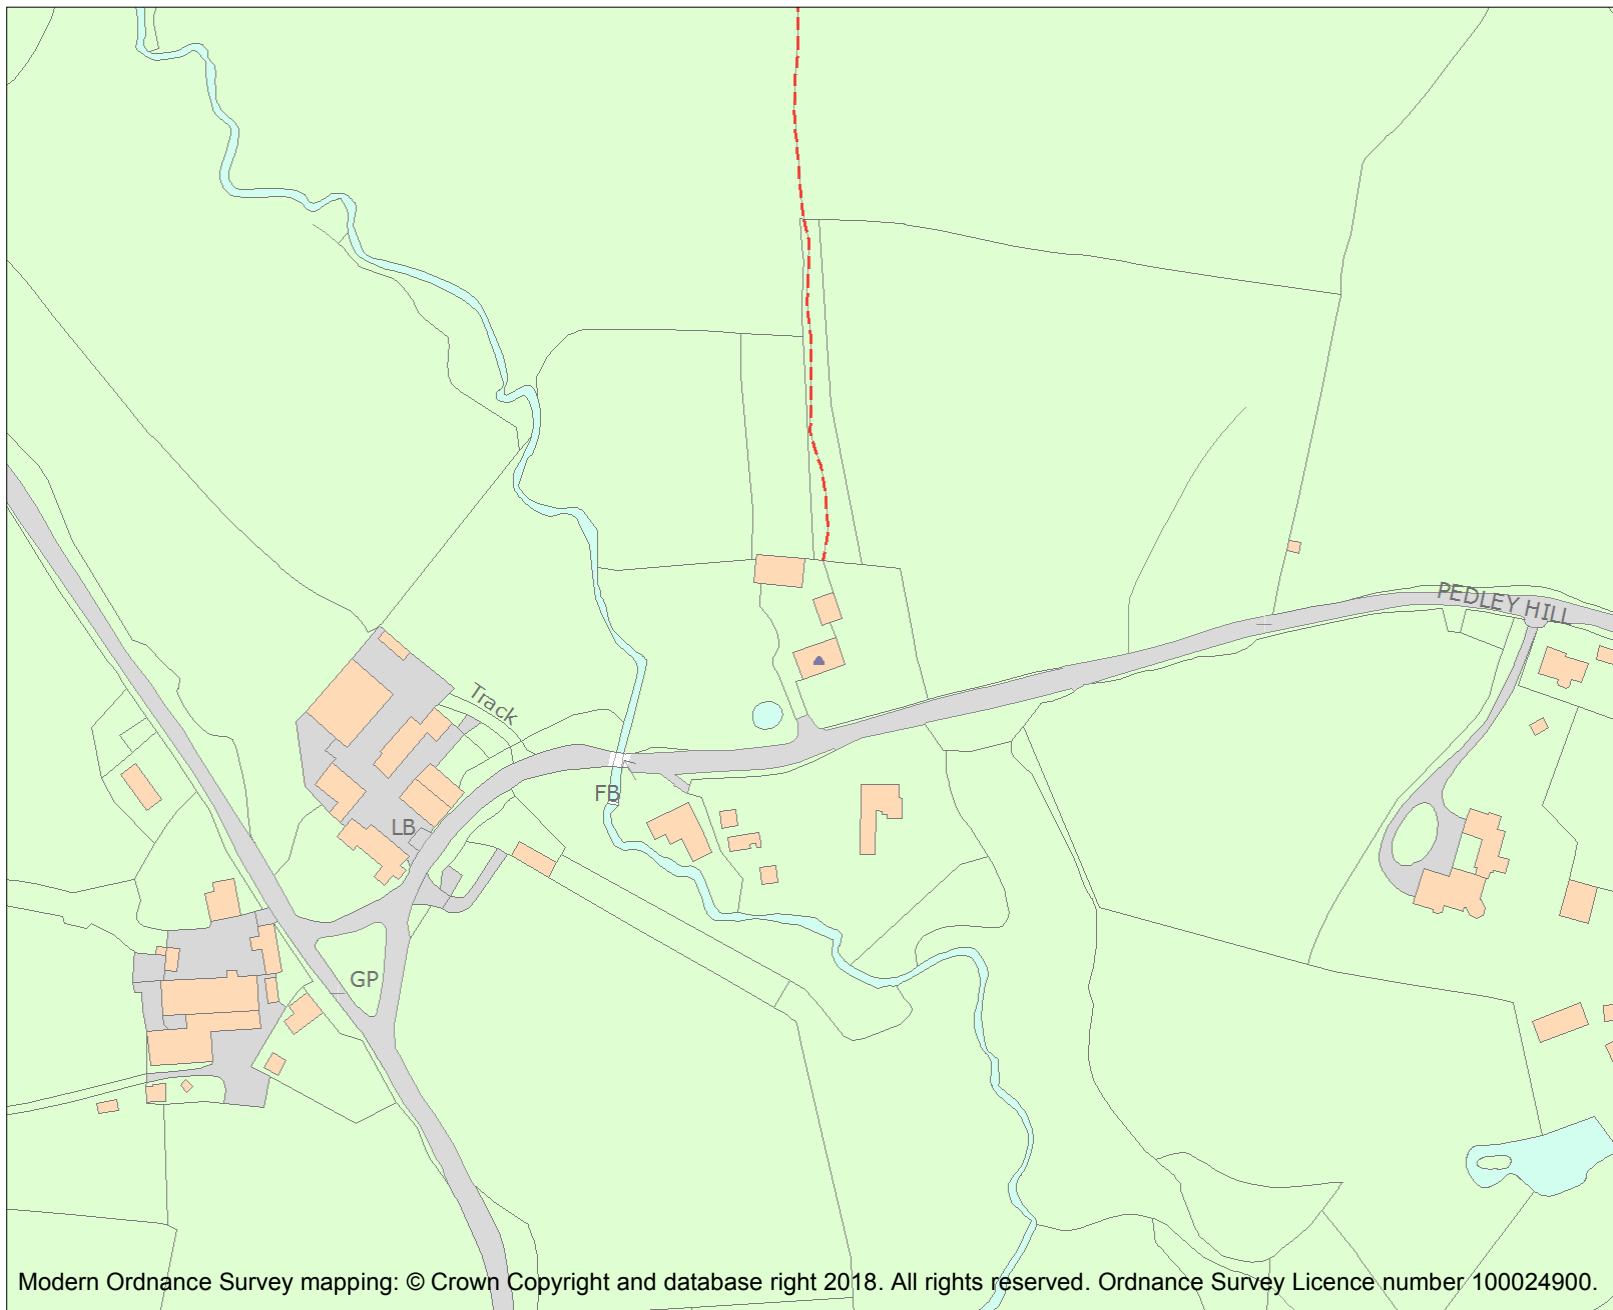 PEDLEY HILL
Track
FB
LB
GP
Modern Ordnance Survey mapping: © Crown Copyright and database right 2018. All rights reserved. Ordnance Survey Licence number 100024900.